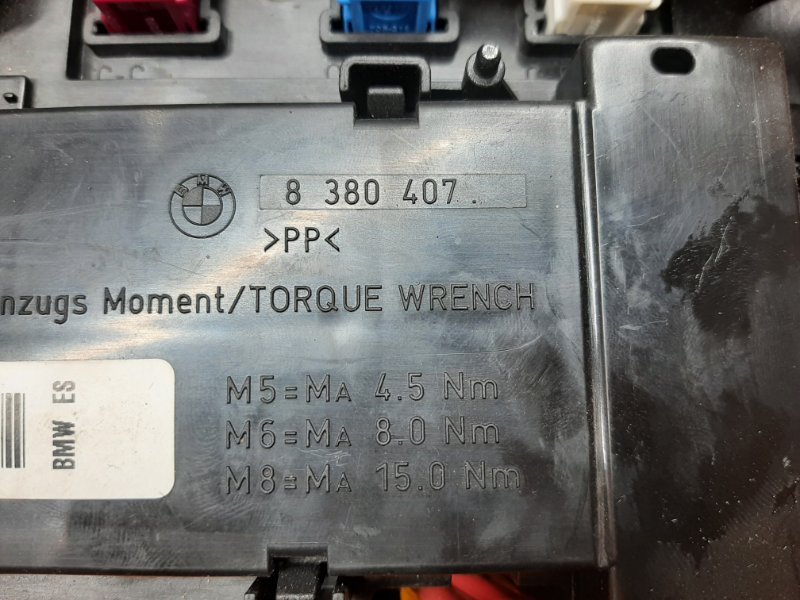 BMW
8 380 407.
>PP<
nzugs Moment/TORQUE WRENCH
M5=MA 4.5 Nm
M6=MA 8.0 Nm
M8=MA 15.0 Nm
BMW ES